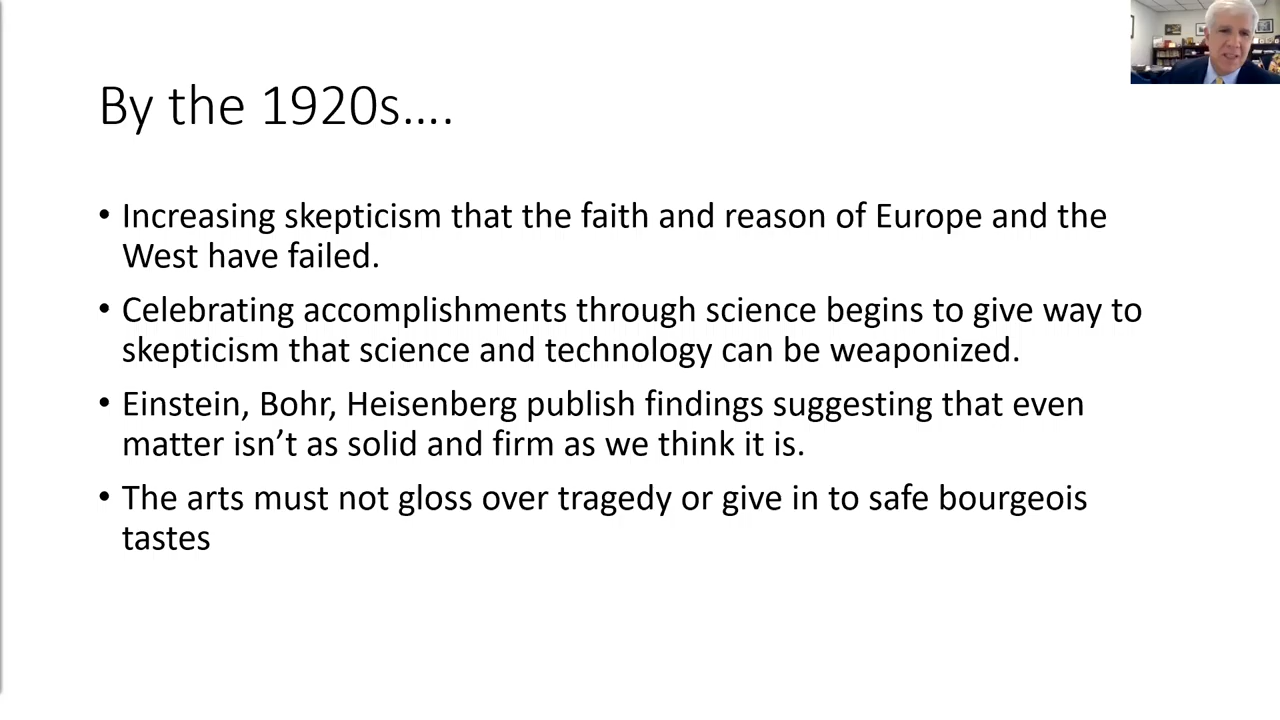 By the 1920s….
• Increasing skepticism that the faith and reason of Europe and the
West have failed.
• Celebrating accomplishments through science begins to give way to
skepticism that science and technology can be weaponized.
• Einstein, Bohr, Heisenberg publish findings suggesting that even
matter isn’t as solid and firm as we think it is.
• The arts must not gloss over tragedy or give in to safe bourgeois
tastes